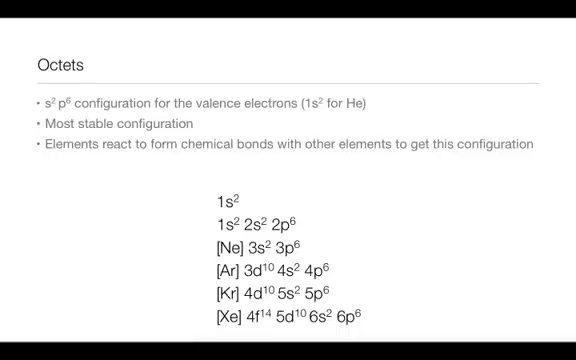 Octets
• s² p⁶ configuration for the valence electrons (1s² for He)
• Most stable configuration
• Elements react to form chemical bonds with other elements to get this configuration
1s²
1s² 2s² 2p⁶
[Ne] 3s² 3p⁶
[Ar] 3d¹⁰ 4s² 4p⁶
[Kr] 4d¹⁰ 5s² 5p⁶
[Xe] 4f¹⁴ 5d¹⁰ 6s² 6p⁶